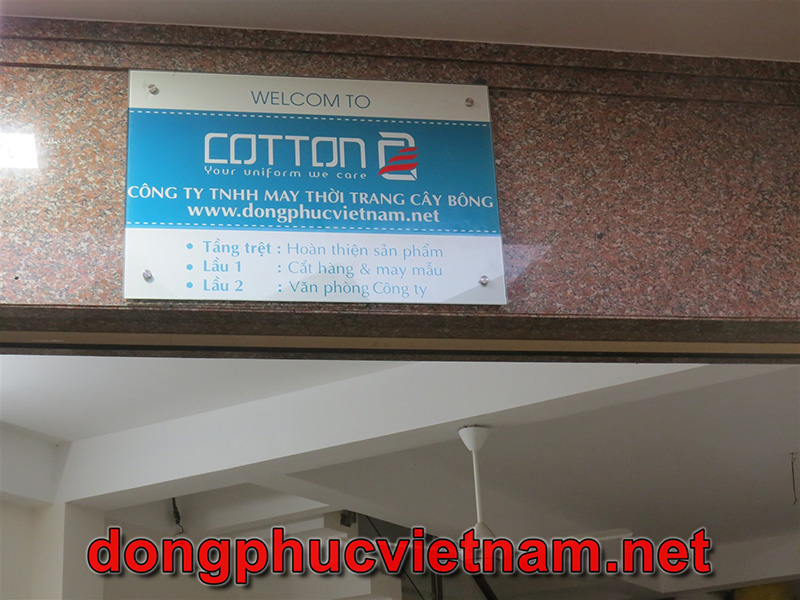 WELCOM TO
COTTON
Your uniform we care
CÔNG TY TNHH MAY THỜI TRANG CÂY BÔNG
www.dongphucvietnam.net
• Tầng trệt : Hoàn thiện sản phẩm
• Lầu 1 : Cắt hàng & may mẫu
• Lầu 2 : Văn phòng Công ty
dongphucvietnam.net